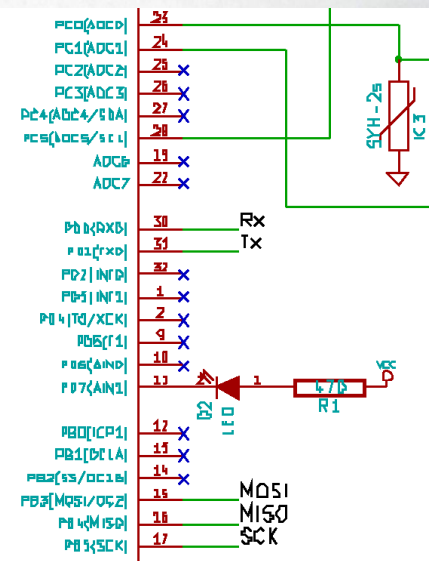 PC0(ADC0) 23
PC1(ADC1) 24
PC2(ADC2) 25
PC3(ADC3) 26
PC4(ADC4/SDA) 27
PC5(ADC5/SCL) 28
ADC6 19
ADC7 22
SYH-2S
IC3
PD0(RXD) 30 Rx
PD1(TXD) 31 Tx
PD2(INT0) 32
PD3(INT1) 1
PD4(T0/XCK) 2
PD5(T1) 9
PD6(AIN0) 10
PD7(AIN1) 11
D2
LED
1
470
R1
PB0(ICP1) 12
PB1(OC1A) 13
PB2(SS/OC1B) 14
PB3(MOSI/OC2) 15 MOSI
PB4(MISO) 16 MISO
PB5(SCK) 17 SCK